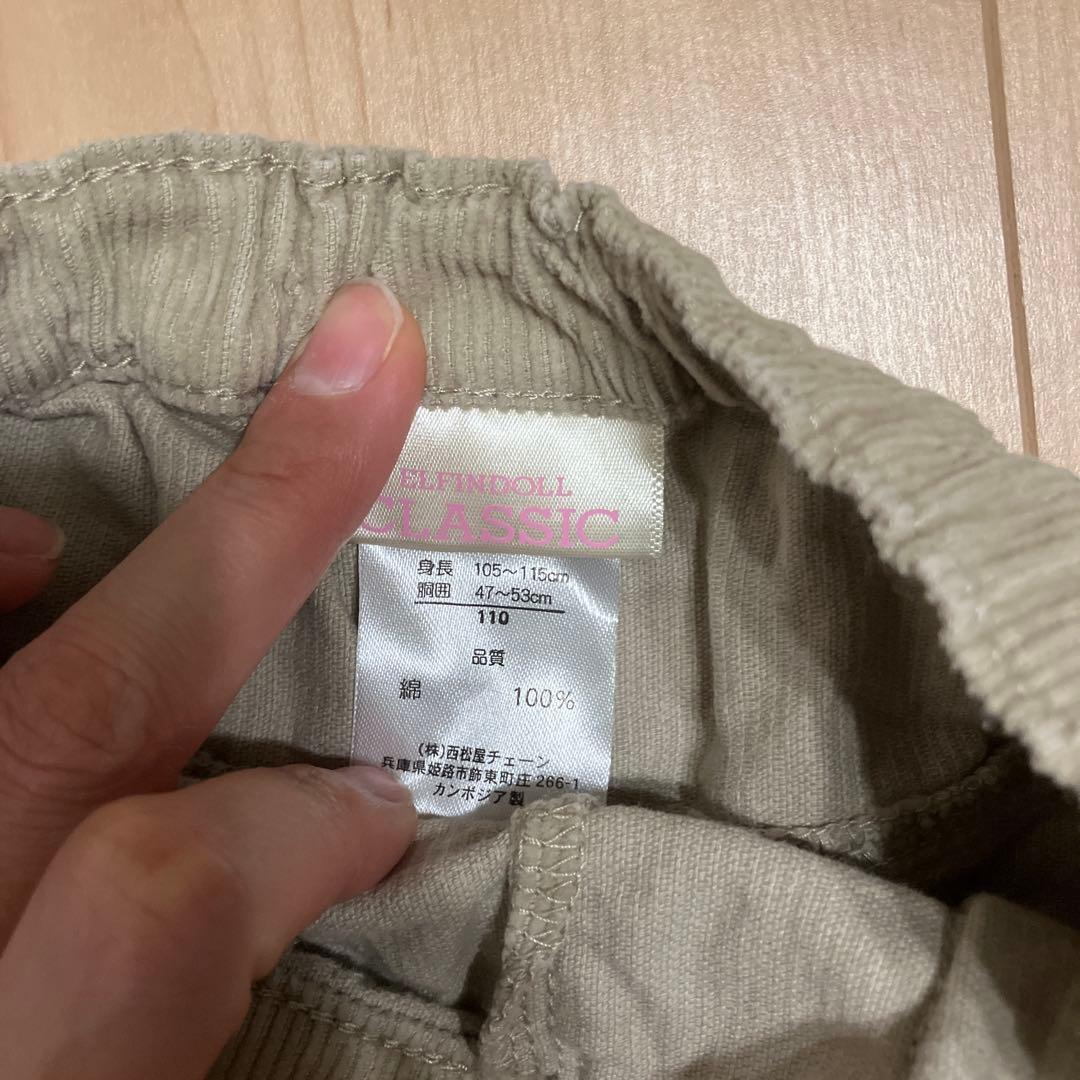 ELFINDOLL
CLASSIC
身長 105～115cm
胴囲 47～53cm
110
品質
綿 100%
(株)西松屋チェーン
兵庫県姫路市飾東町庄266-1
カンボジア製